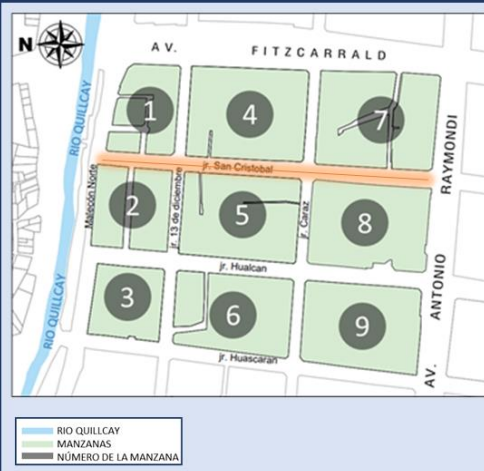 AV. FITZCARRALD
N
RIO QUILLCAY
1
4
7
RAYMONDI
jr. San Cristobal
Malecón Norte
2
jr. 13 de diciembre
5
jr. Caraz
8
jr. Hualcan
ANTONIO
3
6
9
RIO QUILLCAY
jr. Huascaran
AV.
RIO QUILLCAY
MANZANAS
NÚMERO DE LA MANZANA